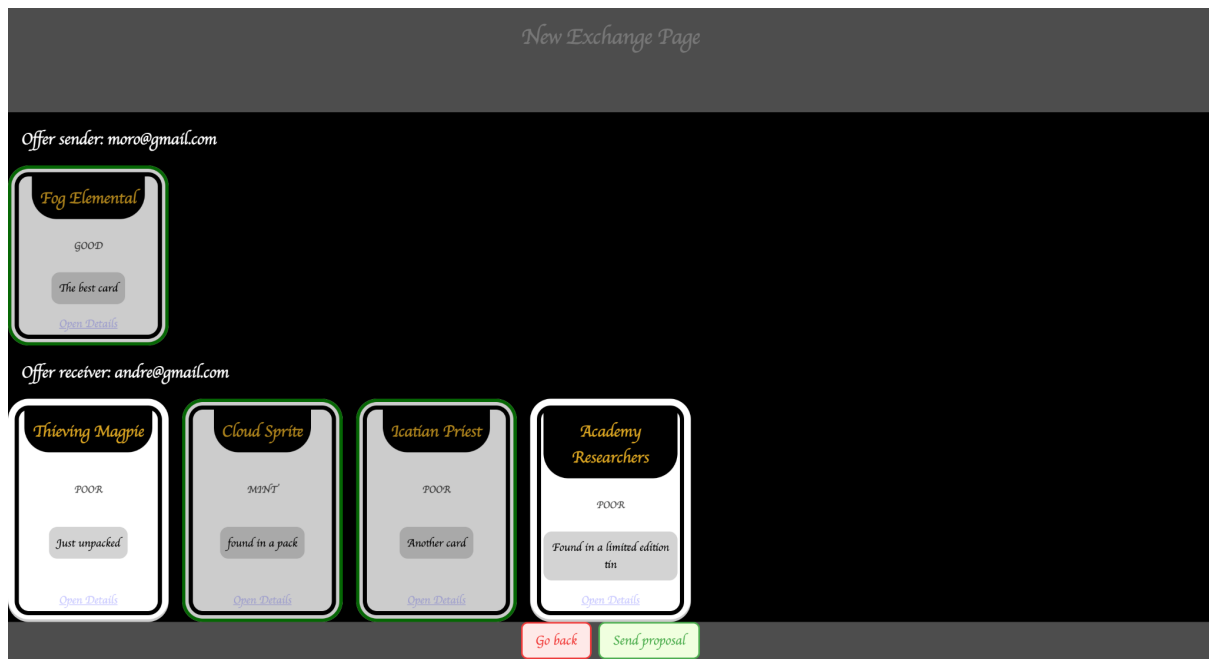 New Exchange Page
Offer sender: moro@gmail.com
Fog Elemental
GOOD
The best card
Open Details
Offer receiver: andre@gmail.com
Thieving Magpie
POOR
Just unpacked
Open Details
Cloud Sprite
MINT
found in a pack
Open Details
Icatian Priest
POOR
Another card
Open Details
Academy
Researchers
POOR
Found in a limited edition
tin
Open Details
Go back
Send proposal